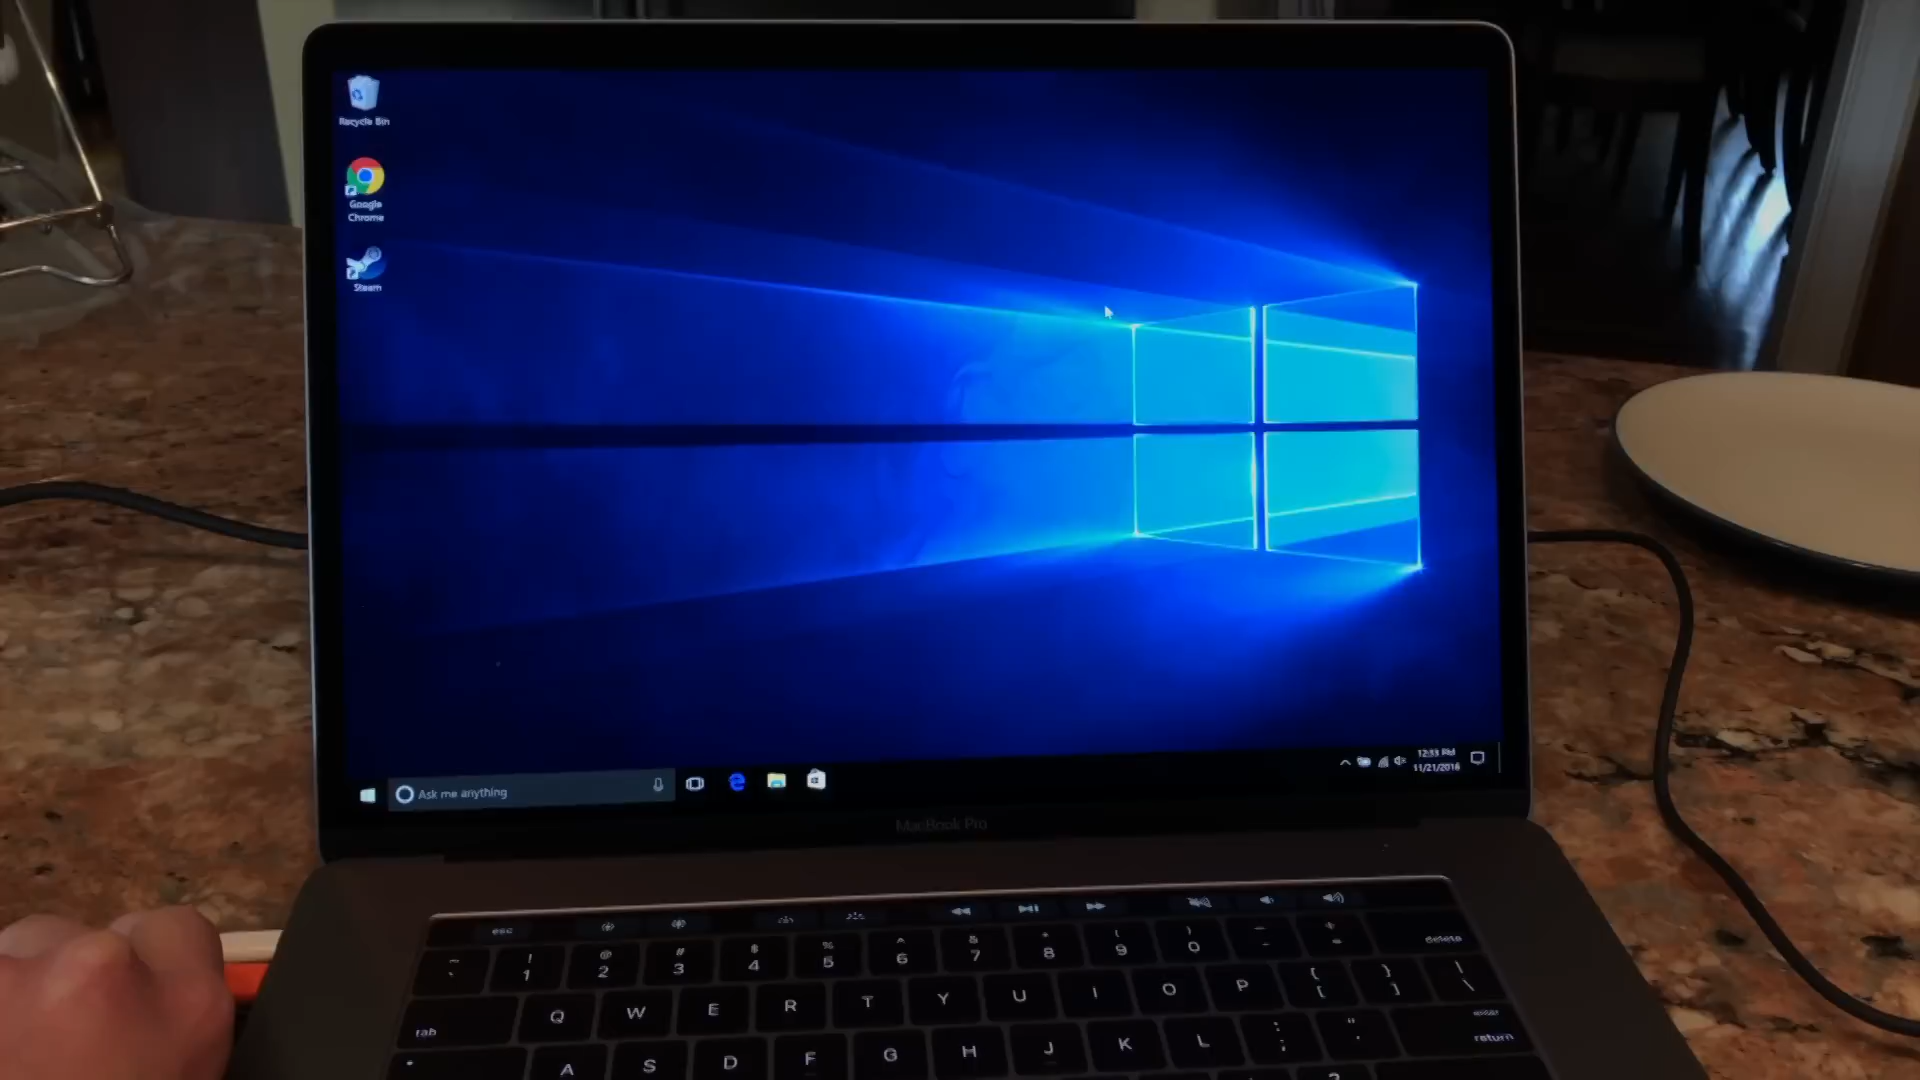 Recycle Bin
Google
Chrome
Steam
Ask me anything
12:33 PM
11/21/2016
MacBook Pro
esc
~ ! @ # $ % ^ & * ( ) _ +
` 1 2 3 4 5 6 7 8 9 0 - = delete
tab Q W E R T Y U I O P { [ } ] | \
A S D F G H J K L : ; " ' enter return
?